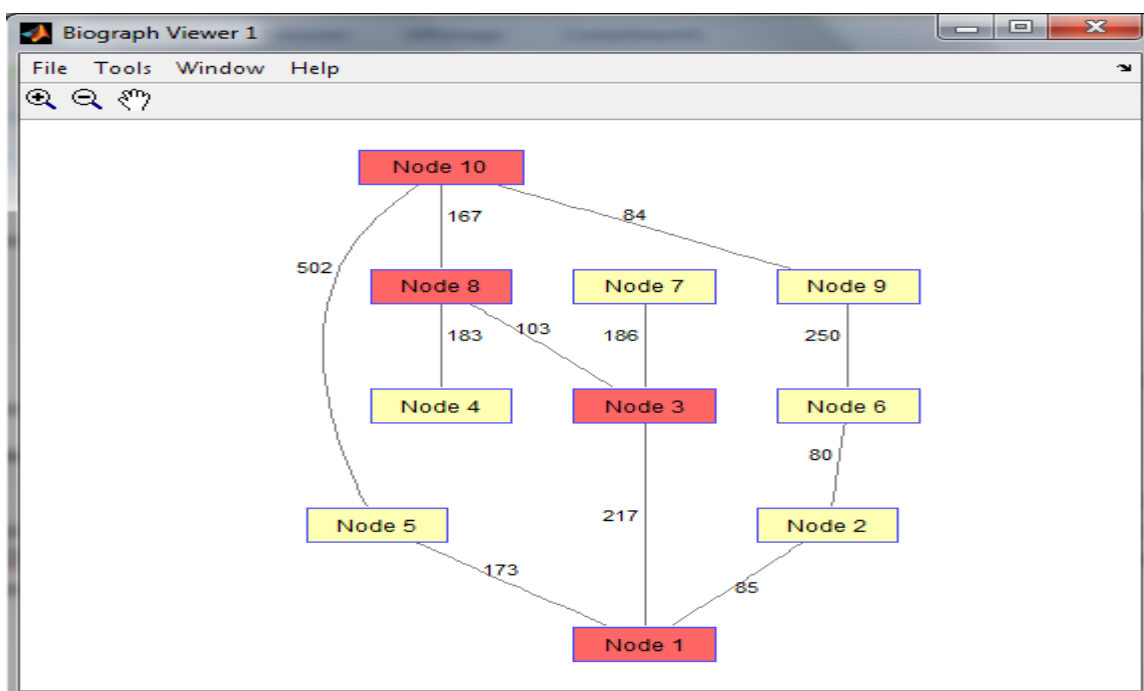 Biograph Viewer 1
File Tools Window Help
Node 10
167
84
502
Node 8
Node 7
Node 9
183
103
186
250
Node 4
Node 3
Node 6
80
217
Node 5
Node 2
173
85
Node 1